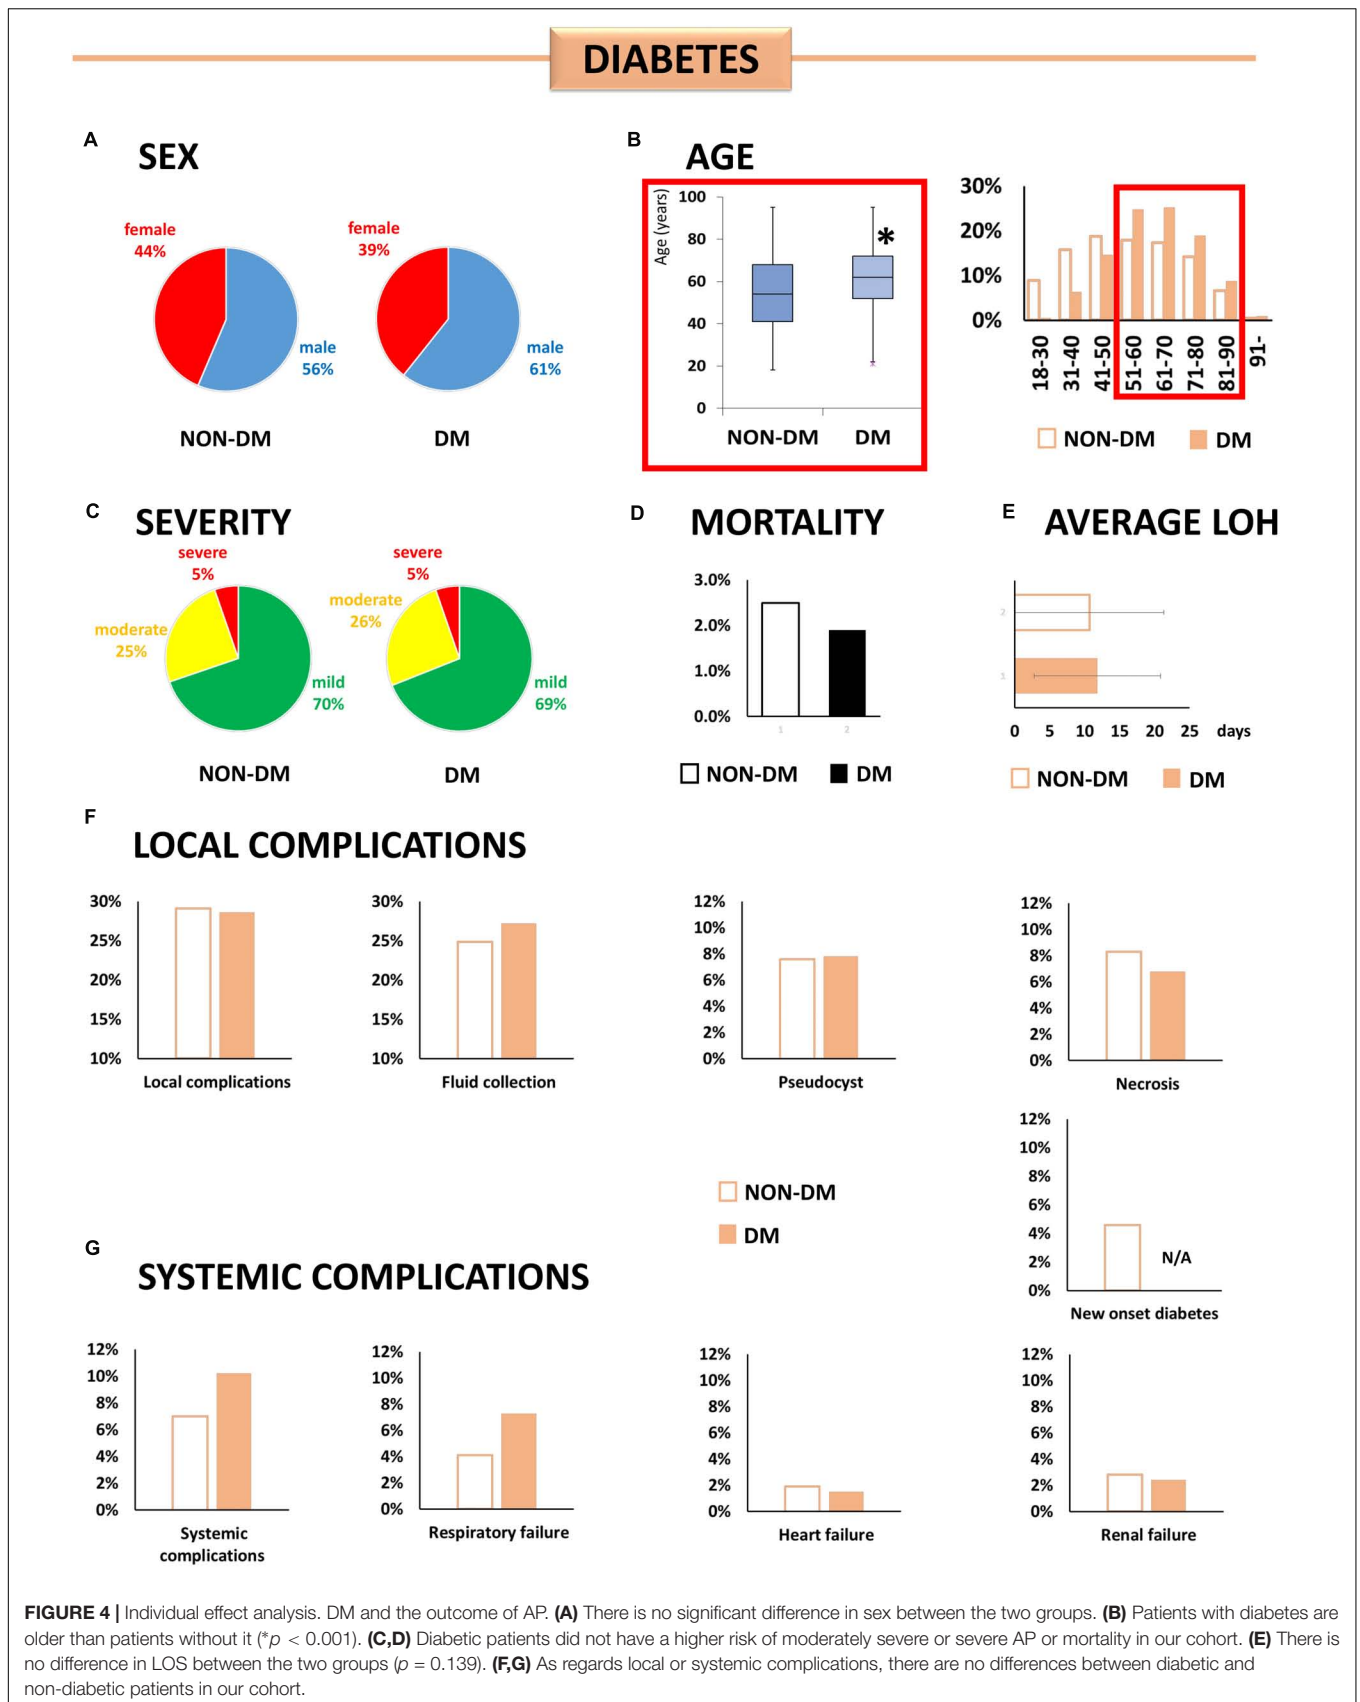 DIABETES
A
SEX
female
44%
male
56%
NON-DM
female
39%
male
61%
DM
B
AGE
Age (years)
100
80
60
40
20
0
*
NON-DM
DM
30%
20%
10%
0%
18-30
31-40
41-50
51-60
61-70
71-80
81-90
91-
NON-DM
DM
C
SEVERITY
severe
5%
moderate
25%
mild
70%
NON-DM
severe
5%
moderate
26%
mild
69%
DM
D
MORTALITY
3.0%
2.0%
1.0%
0.0%
1
2
NON-DM
DM
E
AVERAGE LOH
2
1
0 5 10 15 20 25 days
NON-DM
DM
F
LOCAL COMPLICATIONS
30%
25%
20%
15%
10%
Local complications
30%
25%
20%
15%
10%
Fluid collection
12%
10%
8%
6%
4%
2%
0%
Pseudocyst
12%
10%
8%
6%
4%
2%
0%
Necrosis
12%
10%
8%
6%
4%
2%
0%
N/A
New onset diabetes
NON-DM
DM
G
SYSTEMIC COMPLICATIONS
12%
10%
8%
6%
4%
2%
0%
Systemic
complications
12%
10%
8%
6%
4%
2%
0%
Respiratory failure
12%
10%
8%
6%
4%
2%
0%
Heart failure
12%
10%
8%
6%
4%
2%
0%
Renal failure
FIGURE 4 | Individual effect analysis. DM and the outcome of AP. (A) There is no significant difference in sex between the two groups. (B) Patients with diabetes are
older than patients without it (*p < 0.001). (C,D) Diabetic patients did not have a higher risk of moderately severe or severe AP or mortality in our cohort. (E) There is
no difference in LOS between the two groups (p = 0.139). (F,G) As regards local or systemic complications, there are no differences between diabetic and
non-diabetic patients in our cohort.